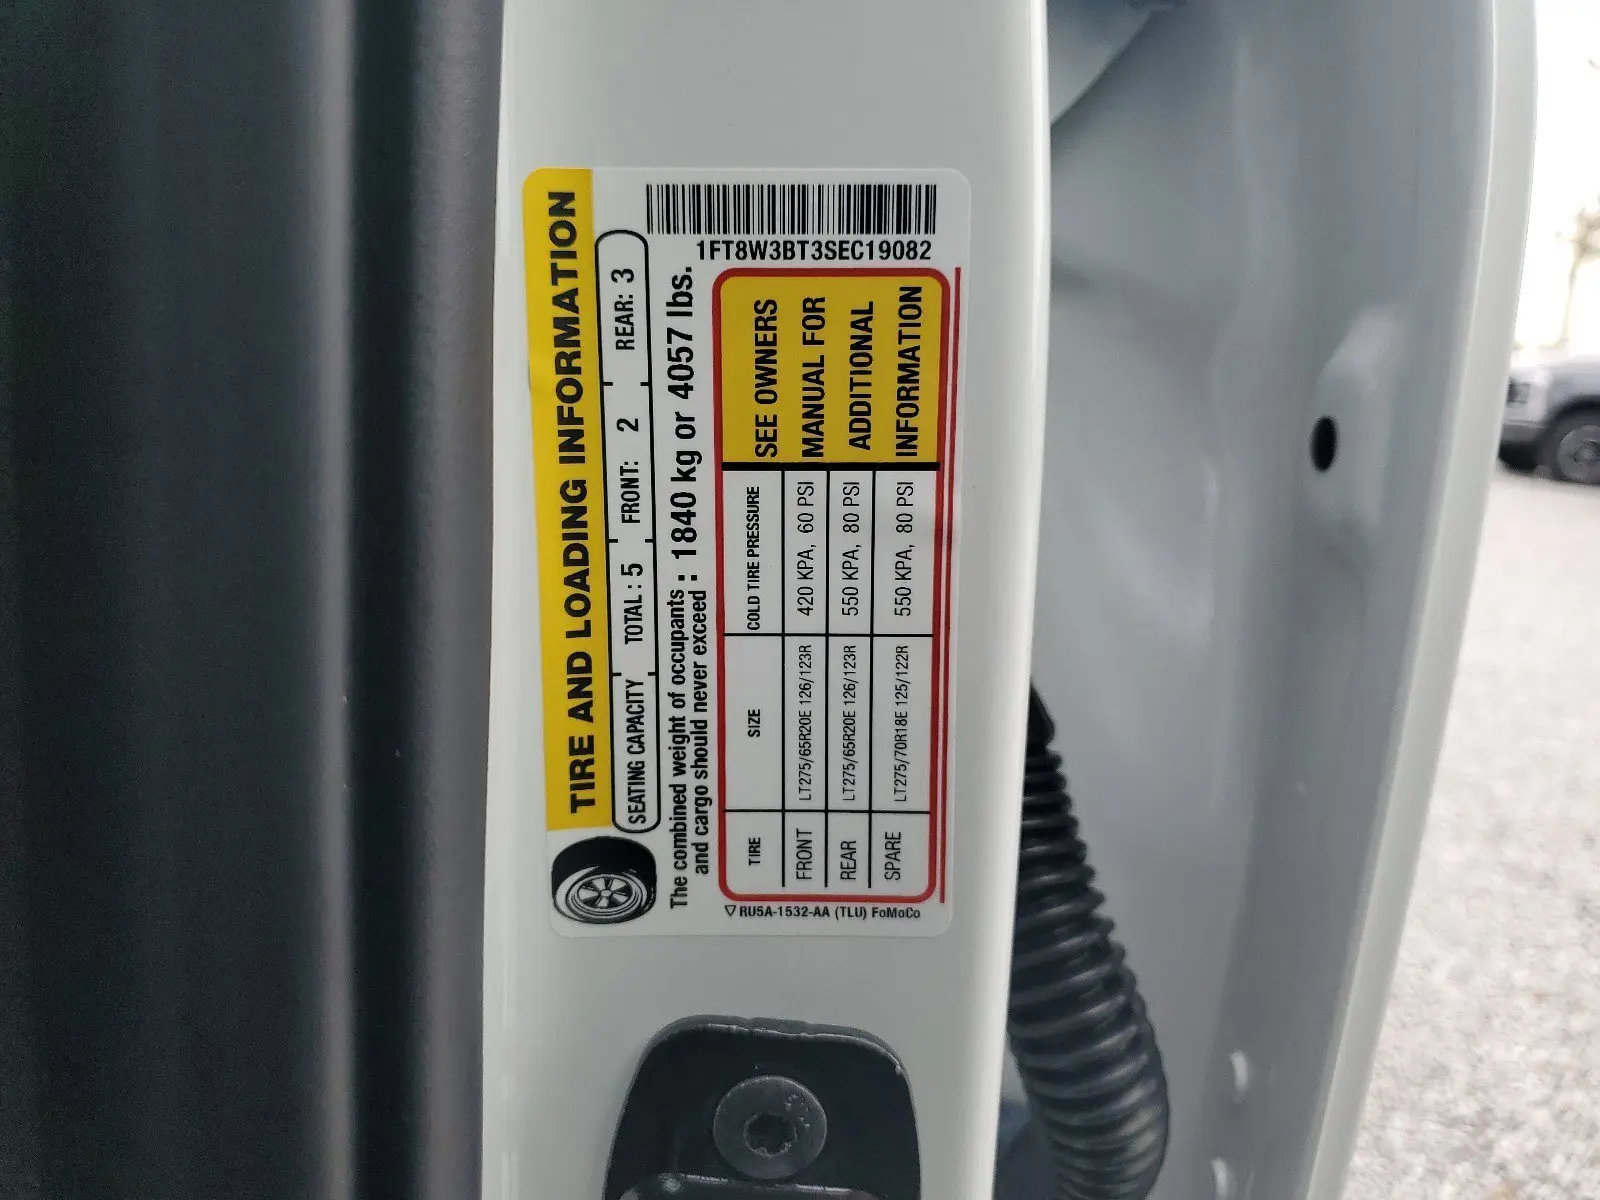 1FT8W3BT3SEC19082
TIRE AND LOADING INFORMATION
SEATING CAPACITY TOTAL : 5 FRONT: 2 REAR: 3
The combined weight of occupants
and cargo should never exceed : 1840 kg or 4057 lbs.
TIRE SIZE COLD TIRE PRESSURE
FRONT LT275/65R20E 126/123R 420 KPA, 60 PSI
REAR LT275/65R20E 126/123R 550 KPA, 80 PSI
SPARE LT275/70R18E 125/122R 550 KPA, 80 PSI
SEE OWNERS
MANUAL FOR
ADDITIONAL
INFORMATION
RU5A-1532-AA (TLU) FoMoCo